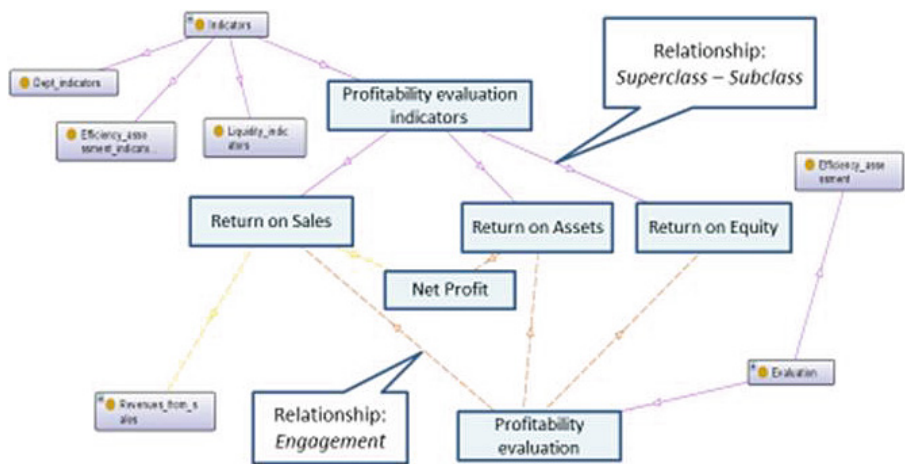 Indicators
Relationship:
Superclass – Subclass
Dept_indicators
Profitability evaluation
indicators
Efficiency_asse
ssment_indicato...
Liquidity_indic
ators
Efficiency_asse
ssment
Return on Sales
Return on Assets
Return on Equity
Net Profit
Evaluation
Revenues_from_s
ales
Relationship:
Engagement
Profitability
evaluation